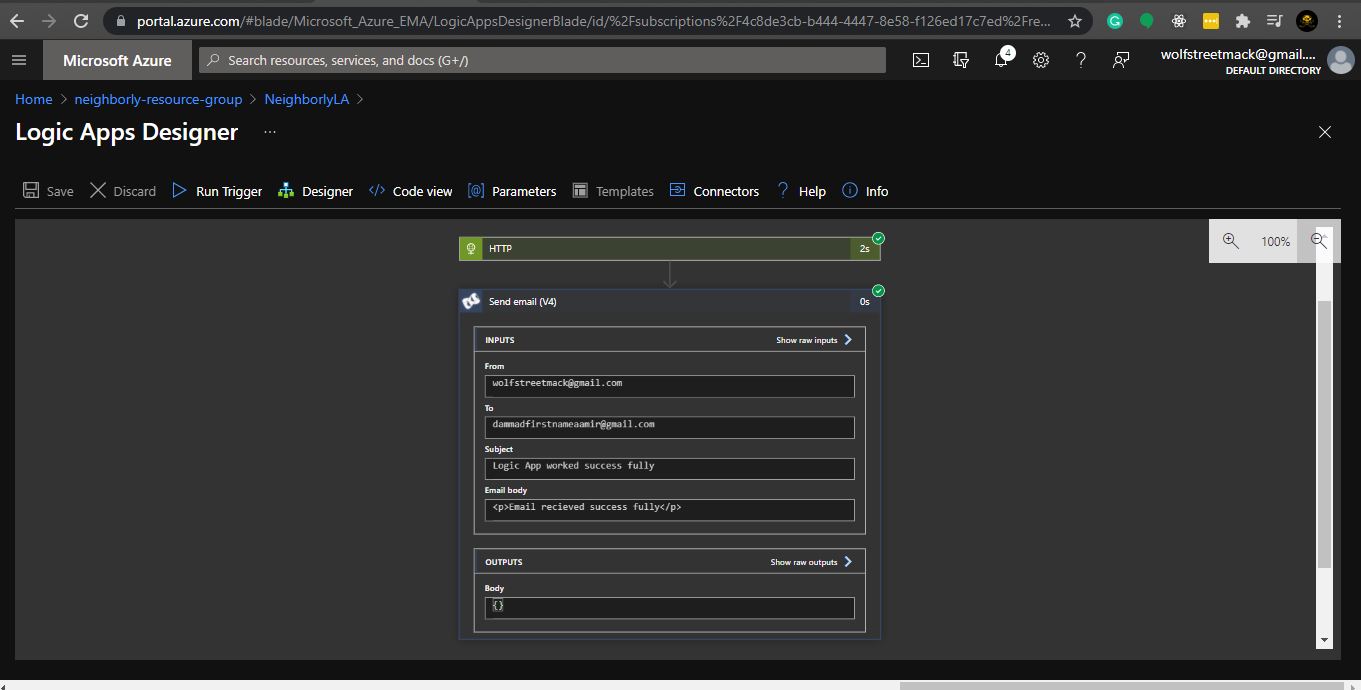 portal.azure.com/#blade/Microsoft_Azure_EMA/LogicAppsDesignerBlade/id/%2Fsubscriptions%2F4c8de3cb-b444-4447-8e58-f126ed17c7ed%2Fre...
Microsoft Azure
Search resources, services, and docs (G+/)
4
wolfstreetmack@gmail....
DEFAULT DIRECTORY
Home > neighborly-resource-group > NeighborlyLA >
Logic Apps Designer ...
Save Discard Run Trigger Designer Code view Parameters Templates Connectors Help Info
100%
HTTP 2s
Send email (V4) 0s
INPUTS Show raw inputs
From
wolfstreetmack@gmail.com
To
dammadfirstnameaamir@gmail.com
Subject
Logic App worked success fully
Email body
<p>Email recieved success fully</p>
OUTPUTS Show raw outputs
Body
{}